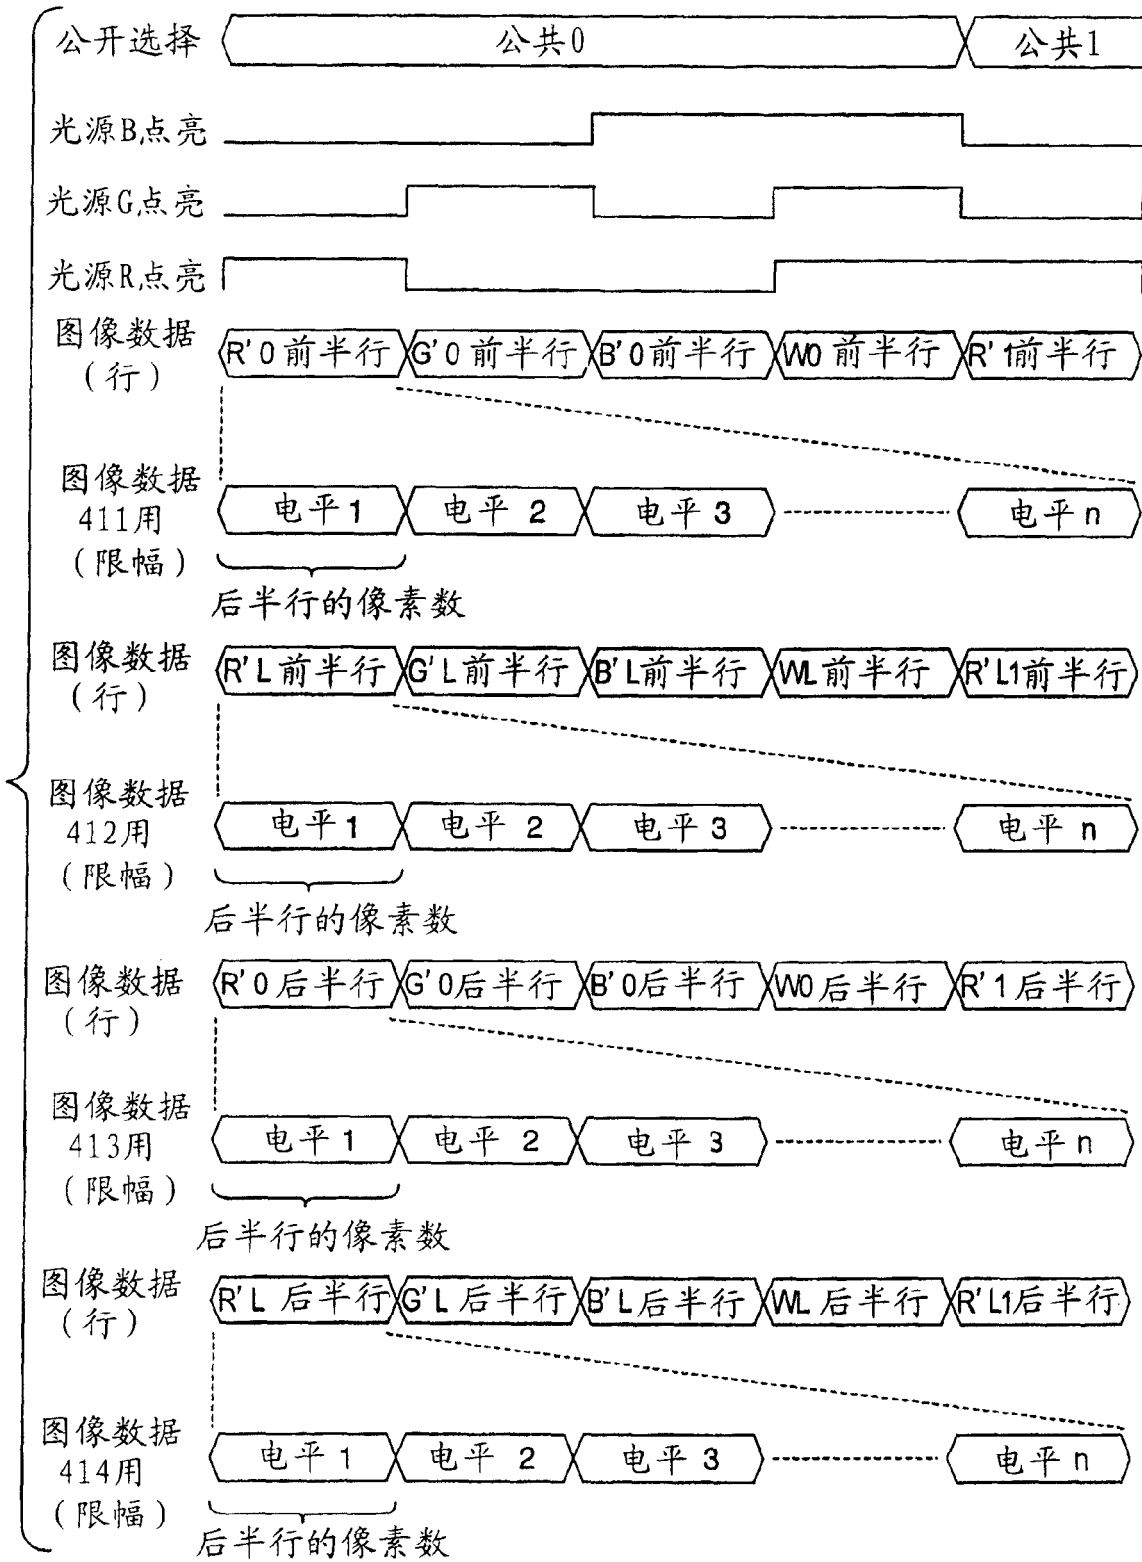 公开选择 公共0 公共1
光源B点亮
光源G点亮
光源R点亮
图像数据
(行)
R'0前半行 G'0前半行 B'0前半行 W0前半行 R'1前半行
图像数据
411用
(限幅)
电平1 电平2 电平3 电平n
后半行的像素数
图像数据
(行)
R'L前半行 G'L前半行 B'L前半行 WL前半行 R'L1前半行
图像数据
412用
(限幅)
电平1 电平2 电平3 电平n
后半行的像素数
图像数据
(行)
R'0后半行 G'0后半行 B'0后半行 W0后半行 R'1后半行
图像数据
413用
(限幅)
电平1 电平2 电平3 电平n
后半行的像素数
图像数据
(行)
R'L后半行 G'L后半行 B'L后半行 WL后半行 R'L1后半行
图像数据
414用
(限幅)
电平1 电平2 电平3 电平n
后半行的像素数